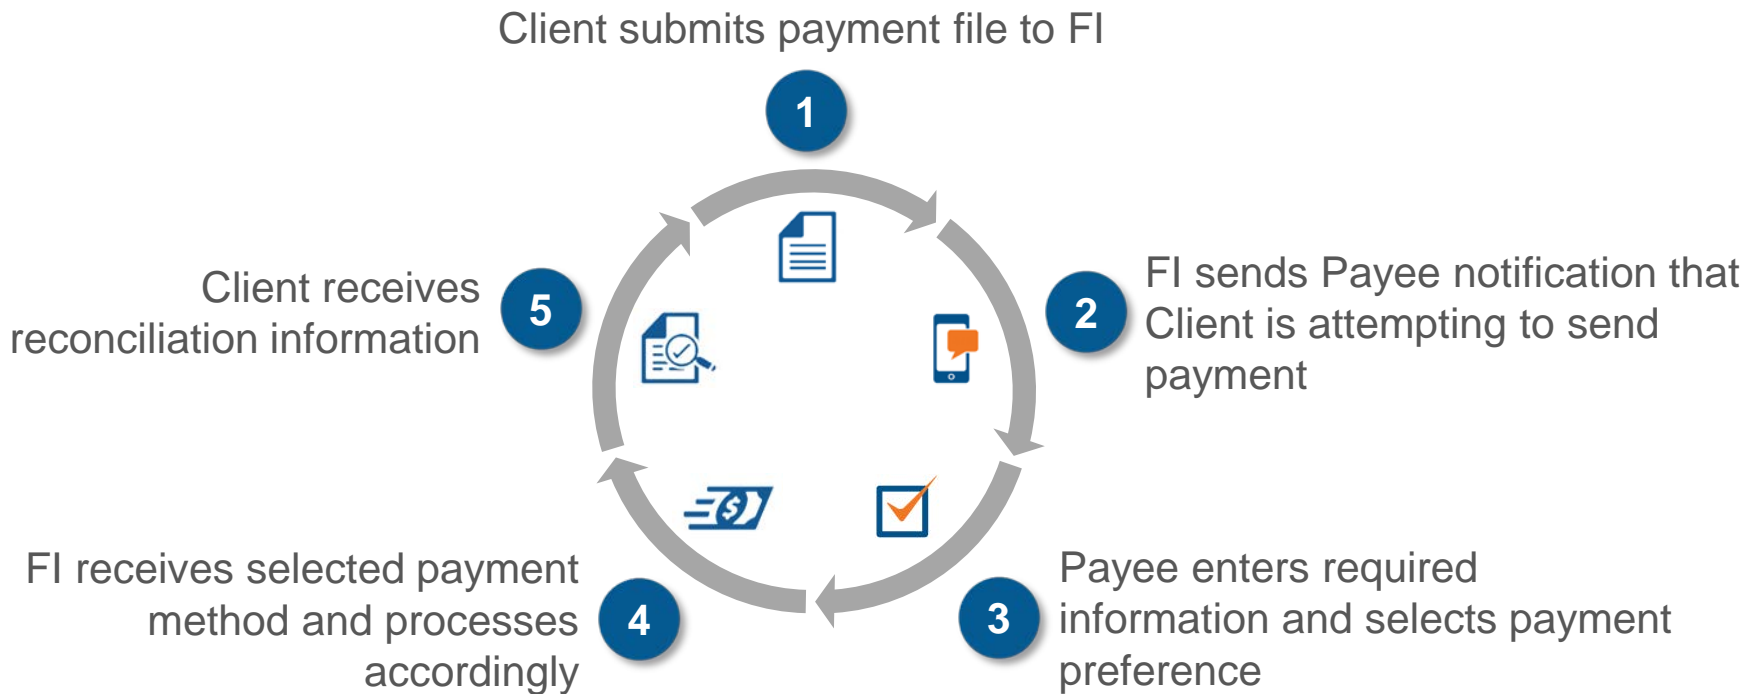 Client submits payment file to FI
1
2
FI sends Payee notification that
Client is attempting to send
payment
3
Payee enters required
information and selects payment
preference
4
FI receives selected payment
method and processes
accordingly
5
Client receives
reconciliation information
$